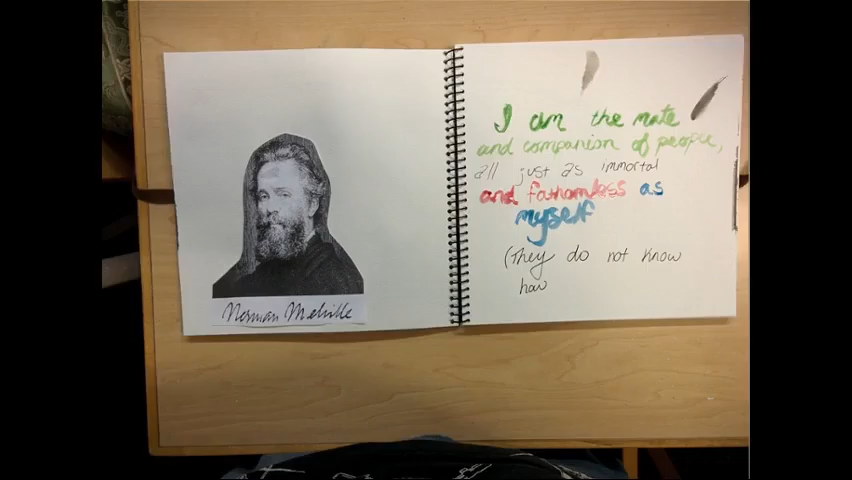 Herman Melville
I am the mate
and companion of people,
all just as immortal
and fathomless as
myself
(They do not know
how